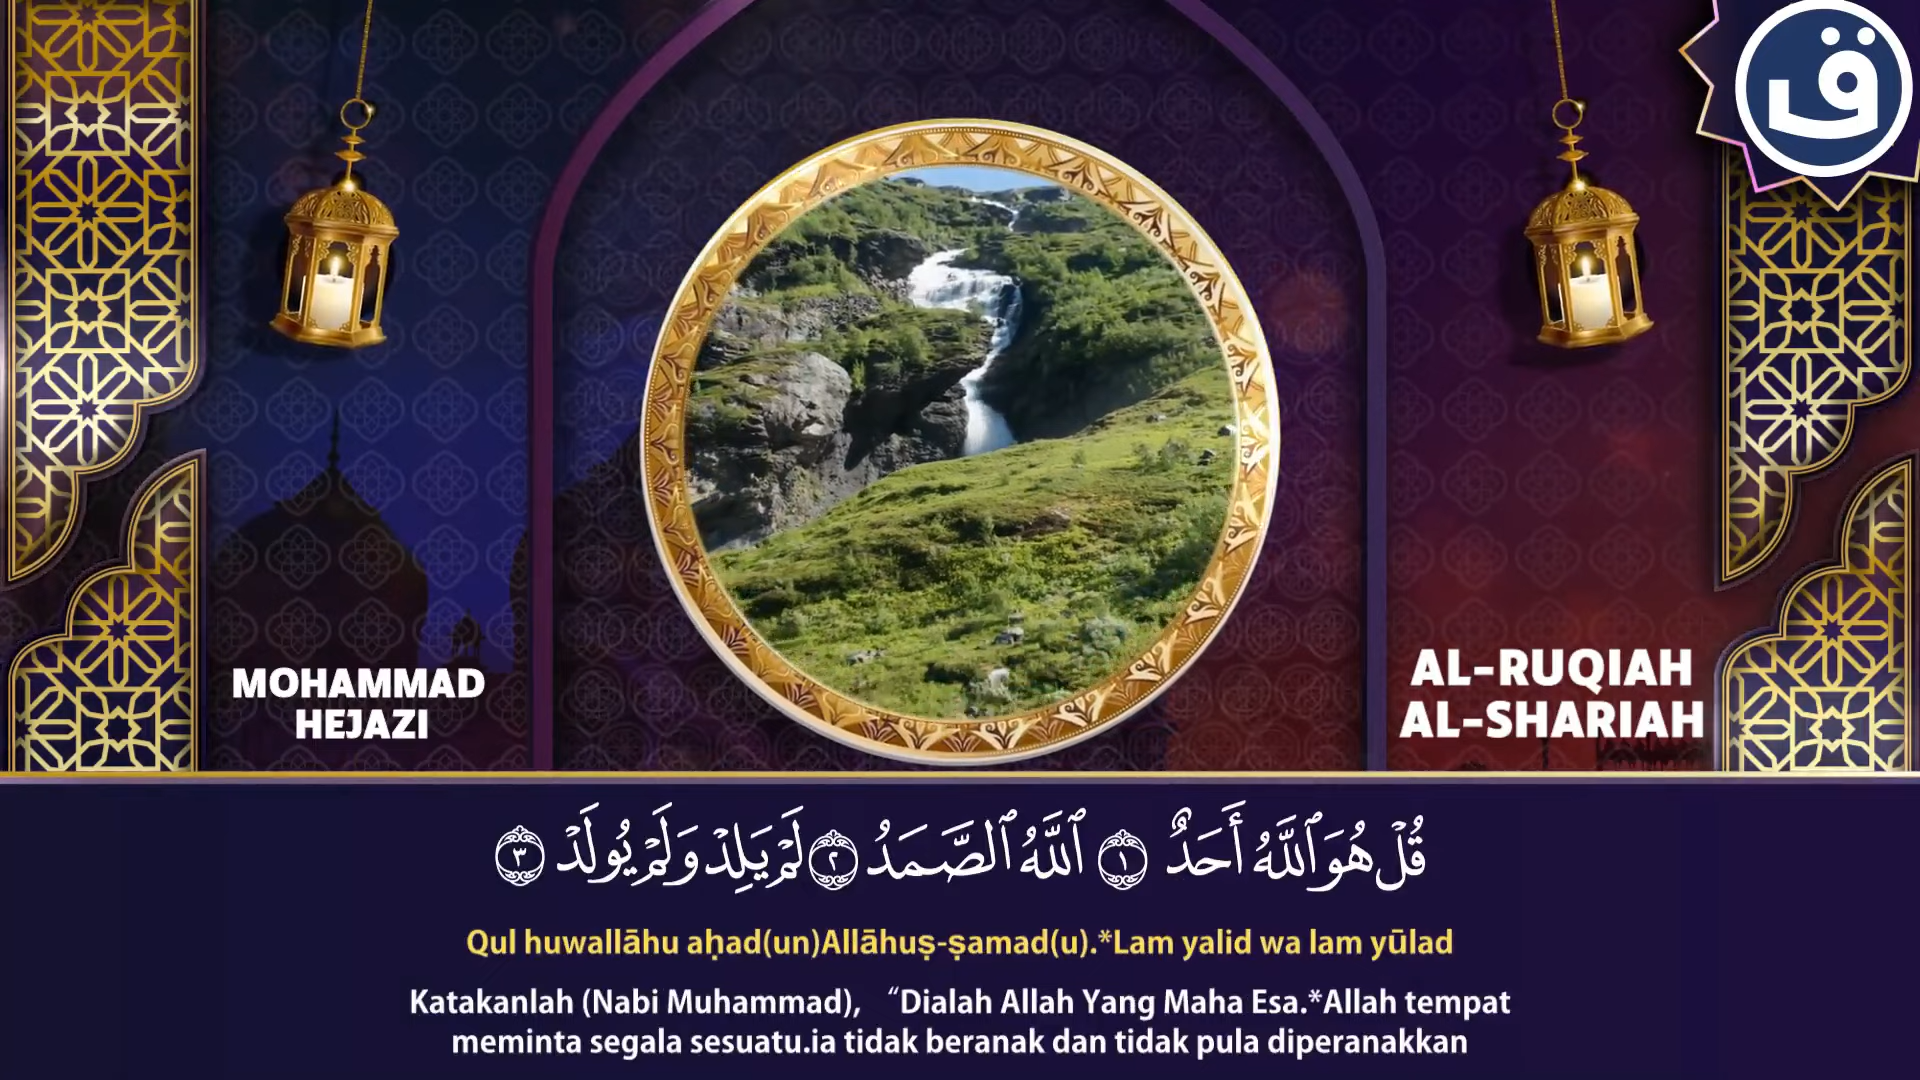 ق
MOHAMMAD
HEJAZI
AL-RUQIAH
AL-SHARIAH
قُلْ هُوَ ٱللَّهُ أَحَدٌ ١ ٱللَّهُ ٱلصَّمَدُ ٢ لَمْ يَلِدْ وَلَمْ يُولَدْ ٣
Qul huwallāhu aḥad(un)Allāhuṣ-ṣamad(u).*Lam yalid wa lam yūlad
Katakanlah (Nabi Muhammad), “Dialah Allah Yang Maha Esa.*Allah tempat
meminta segala sesuatu.ia tidak beranak dan tidak pula diperanakkan